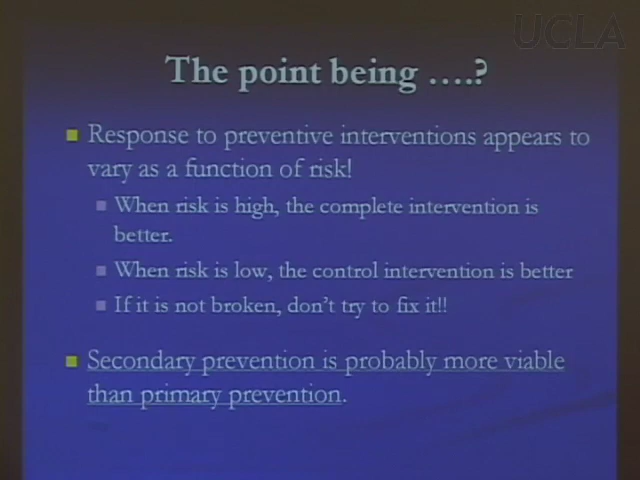 UCLA
The point being ….?
Response to preventive interventions appears to
vary as a function of risk!
When risk is high, the complete intervention is
better.
When risk is low, the control intervention is better
If it is not broken, don't try to fix it!!
Secondary prevention is probably more viable
than primary prevention.